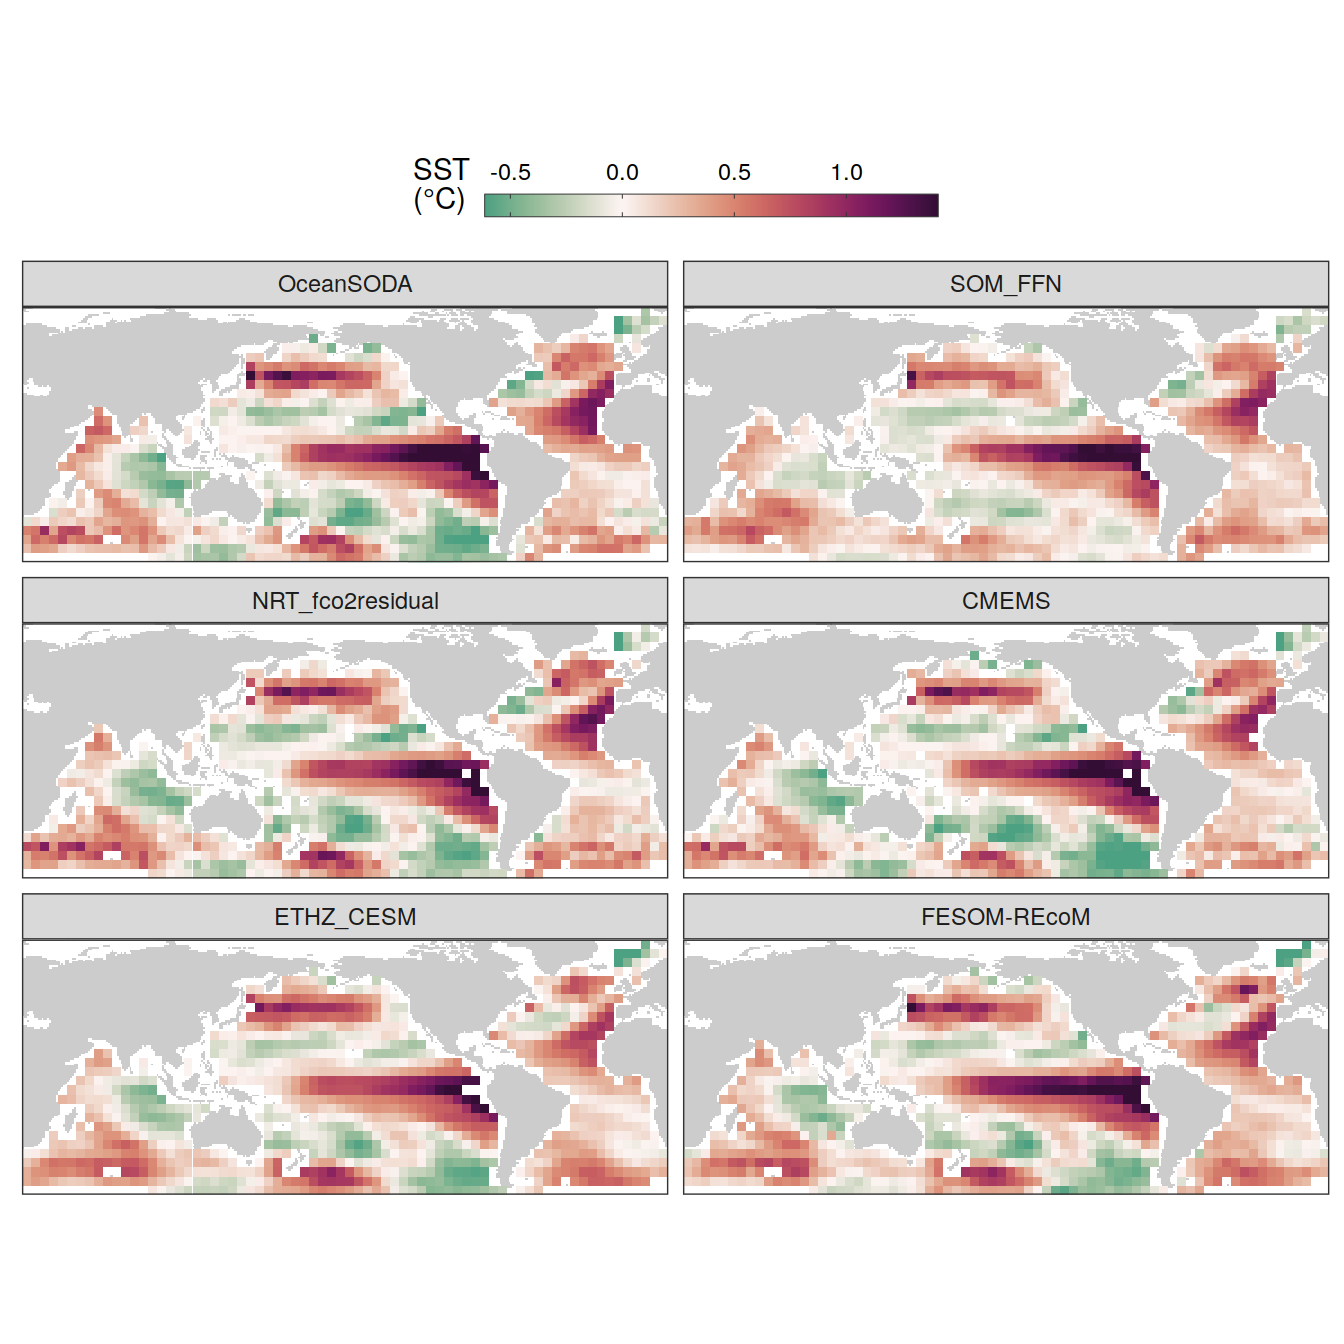 SST
(°C)
-0.5 0.0 0.5 1.0
OceanSODA
SOM_FFN
NRT_fco2residual
CMEMS
ETHZ_CESM
FESOM-REcoM